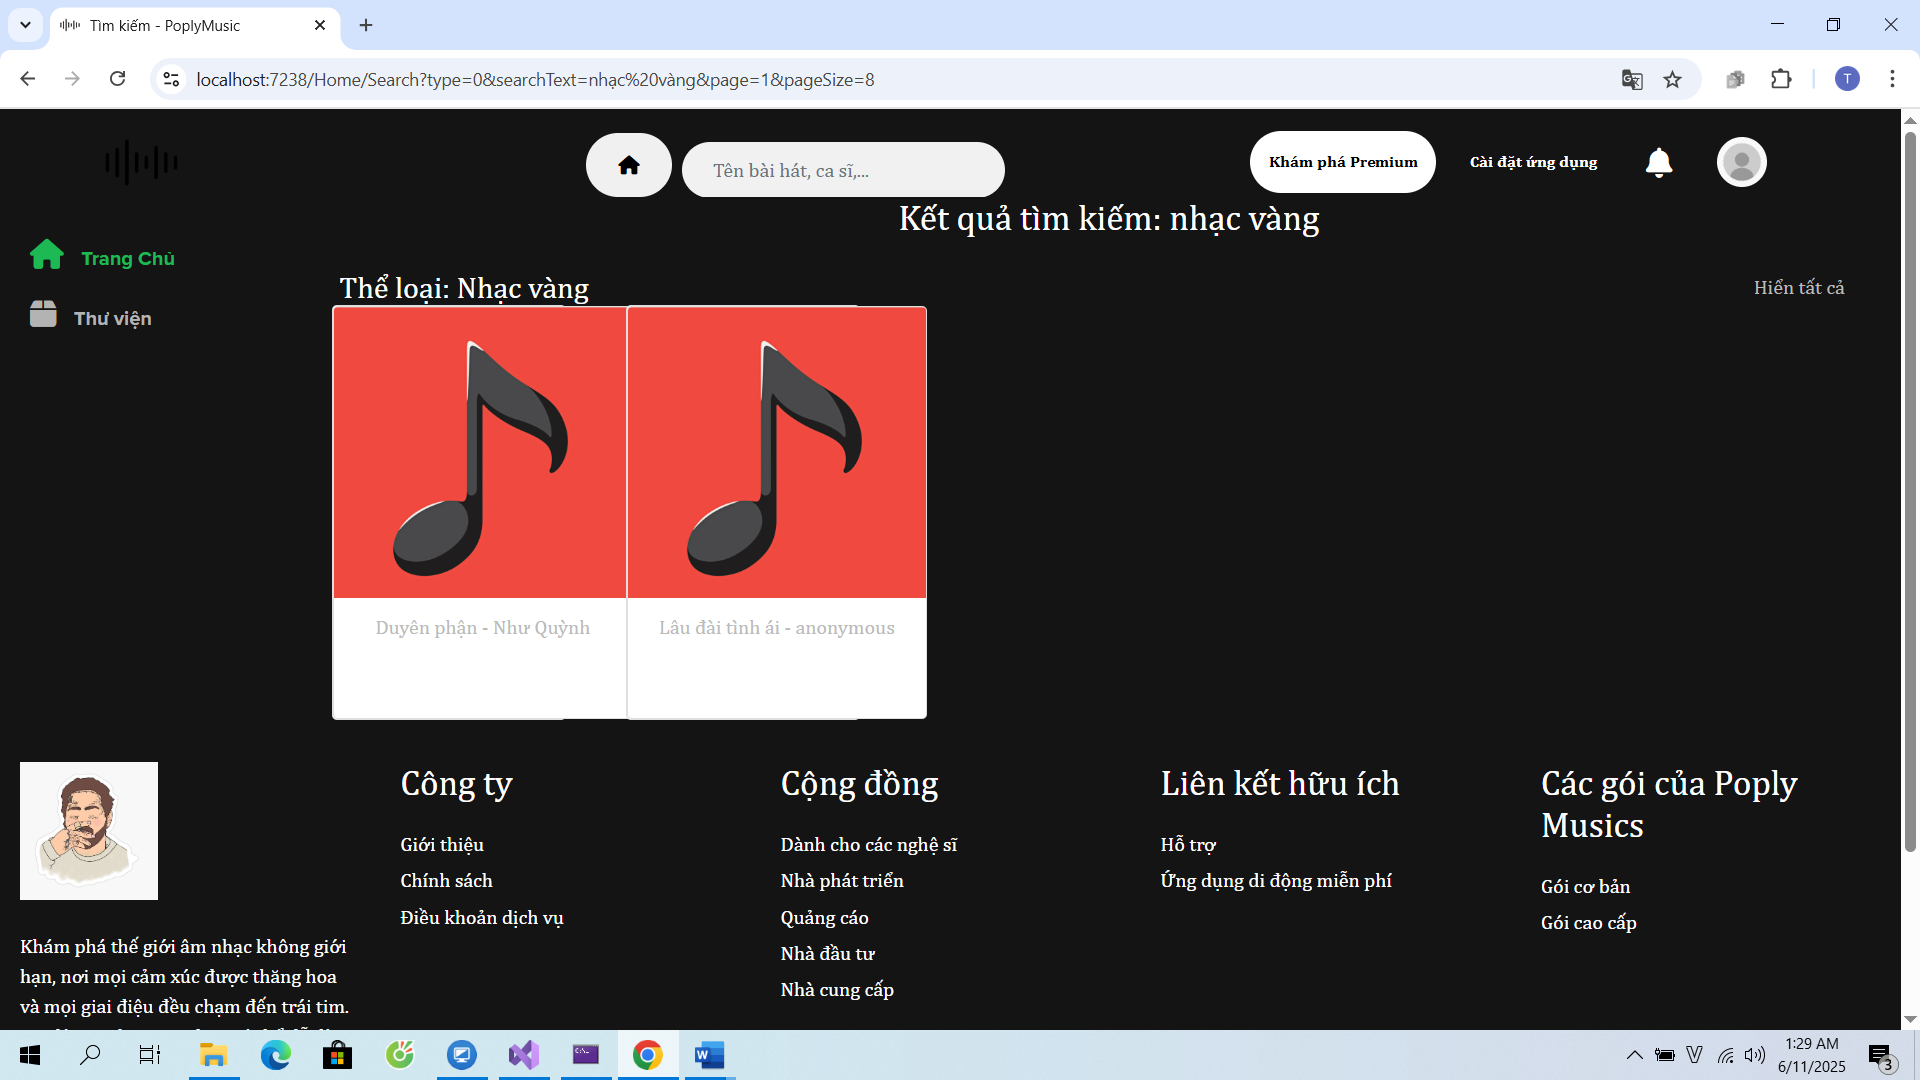 Tìm kiếm - PoplyMusic
localhost:7238/Home/Search?type=0&searchText=nhạc%20vàng&page=1&pageSize=8
T
Tên bài hát, ca sĩ,...
Khám phá Premium
Cài đặt ứng dụng
Kết quả tìm kiếm: nhạc vàng
Trang Chủ
Thư viện
Thể loại: Nhạc vàng
Hiển tất cả
Duyên phận - Như Quỳnh
Lâu đài tình ái - anonymous
Khám phá thế giới âm nhạc không giới
hạn, nơi mọi cảm xúc được thăng hoa
và mọi giai điệu đều chạm đến trái tim.
Công ty
Giới thiệu
Chính sách
Điều khoản dịch vụ
Cộng đồng
Dành cho các nghệ sĩ
Nhà phát triển
Quảng cáo
Nhà đầu tư
Nhà cung cấp
Liên kết hữu ích
Hỗ trợ
Ứng dụng di động miễn phí
Các gói của Poply
Musics
Gói cơ bản
Gói cao cấp
1:29 AM
6/11/2025
3